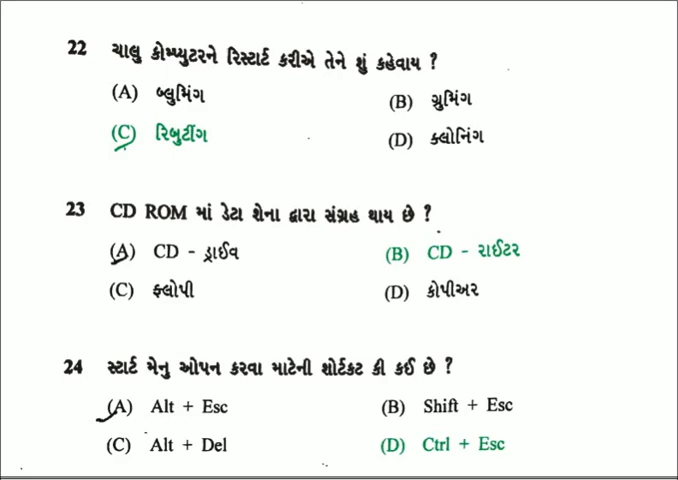 22 ચાલુ કોમ્પ્યુટરને રિસ્ટાર્ટ કરીએ તેને શું કહેવાય ?
(A) બ્લુમિંગ (B) ગ્રુમિંગ
(C) રિબુર્ટીંગ (D) ક્લોનિંગ
23 CD ROM માં ડેટા શેના દ્વારા સંગ્રહ થાય છે ?
(A) CD - ડ્રાઈવ (B) CD - રાઈટર
(C) ફ્લોપી (D) કોપીઅર
24 સ્ટાર્ટ મેનુ ઓપન કરવા માટેની શોર્ટકટ કી કઈ છે ?
(A) Alt + Esc (B) Shift + Esc
(C) Alt + Del (D) Ctrl + Esc